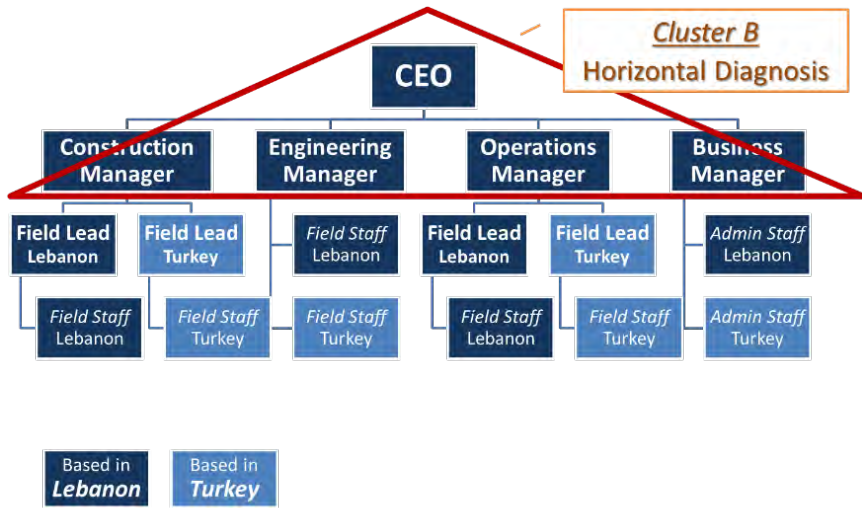 Cluster B
Horizontal Diagnosis
CEO
Construction
Manager
Engineering
Manager
Operations
Manager
Business
Manager
Field Lead
Lebanon
Field Lead
Turkey
Field Staff
Lebanon
Field Lead
Lebanon
Field Lead
Turkey
Admin Staff
Lebanon
Field Staff
Lebanon
Field Staff
Turkey
Field Staff
Turkey
Field Staff
Lebanon
Field Staff
Turkey
Admin Staff
Turkey
Based in
Lebanon
Based in
Turkey